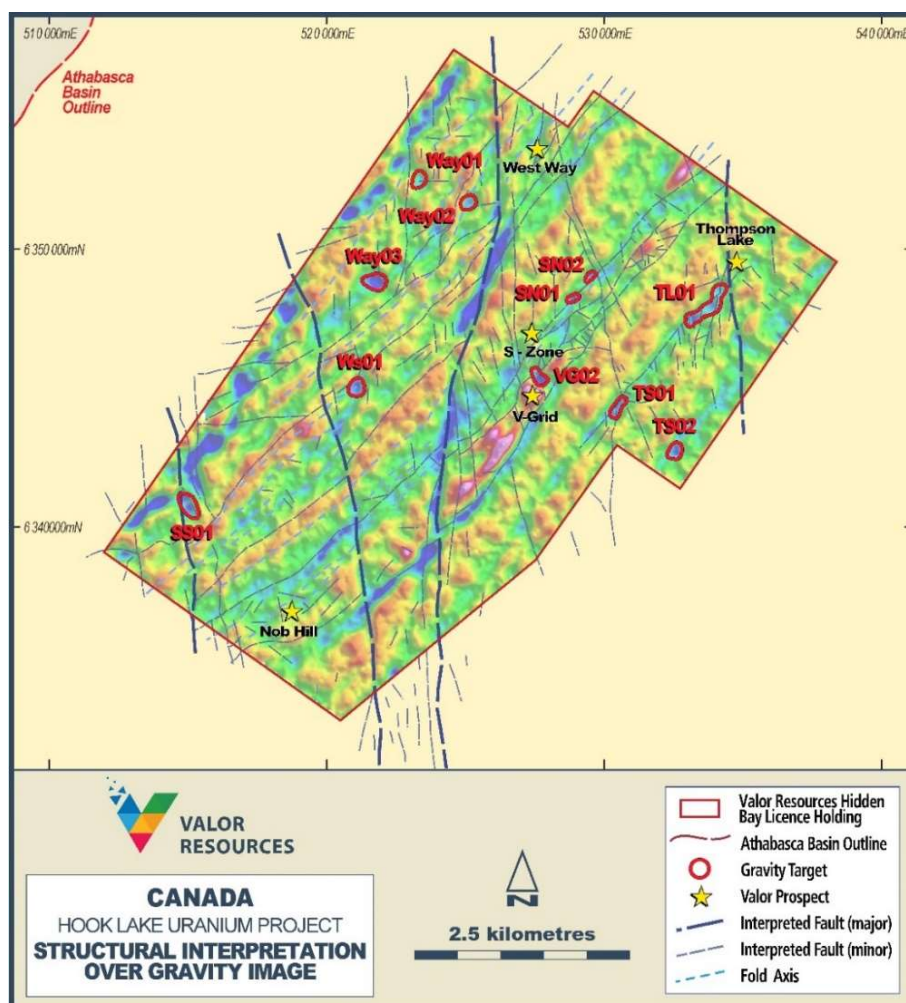 510 000mE
520 000mE
530 000mE
540 000mE
Athabasca
Basin
Outline
Way01
West Way
Way02
Thompson
Lake
6 350 000mN
Way03
SN02
SN01
TL01
S - Zone
Ws01
VG02
V-Grid
TS01
TS02
SS01
6 340 000mN
Nob Hill
VALOR
RESOURCES
CANADA
HOOK LAKE URANIUM PROJECT
STRUCTURAL INTERPRETATION
OVER GRAVITY IMAGE
N
2.5 kilometres
Valor Resources Hidden
Bay Licence Holding
Athabasca Basin Outline
Gravity Target
Valor Prospect
Interpreted Fault (major)
Interpreted Fault (minor)
Fold Axis